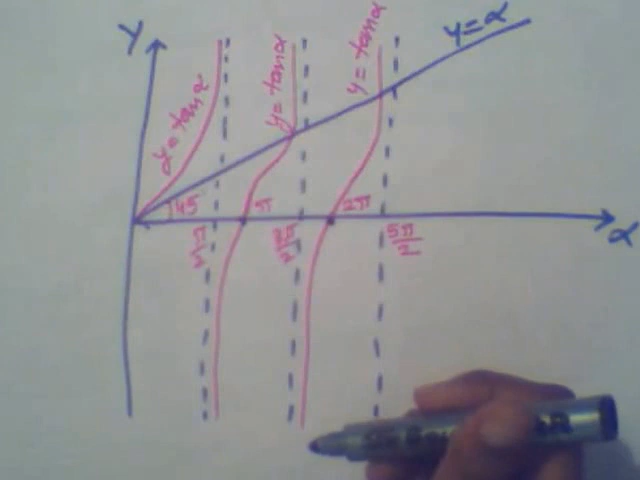 Y
y = tan α
y = tan α
y = tan α
y = α
45
π
2π
π/2
3π/2
5π/2
α